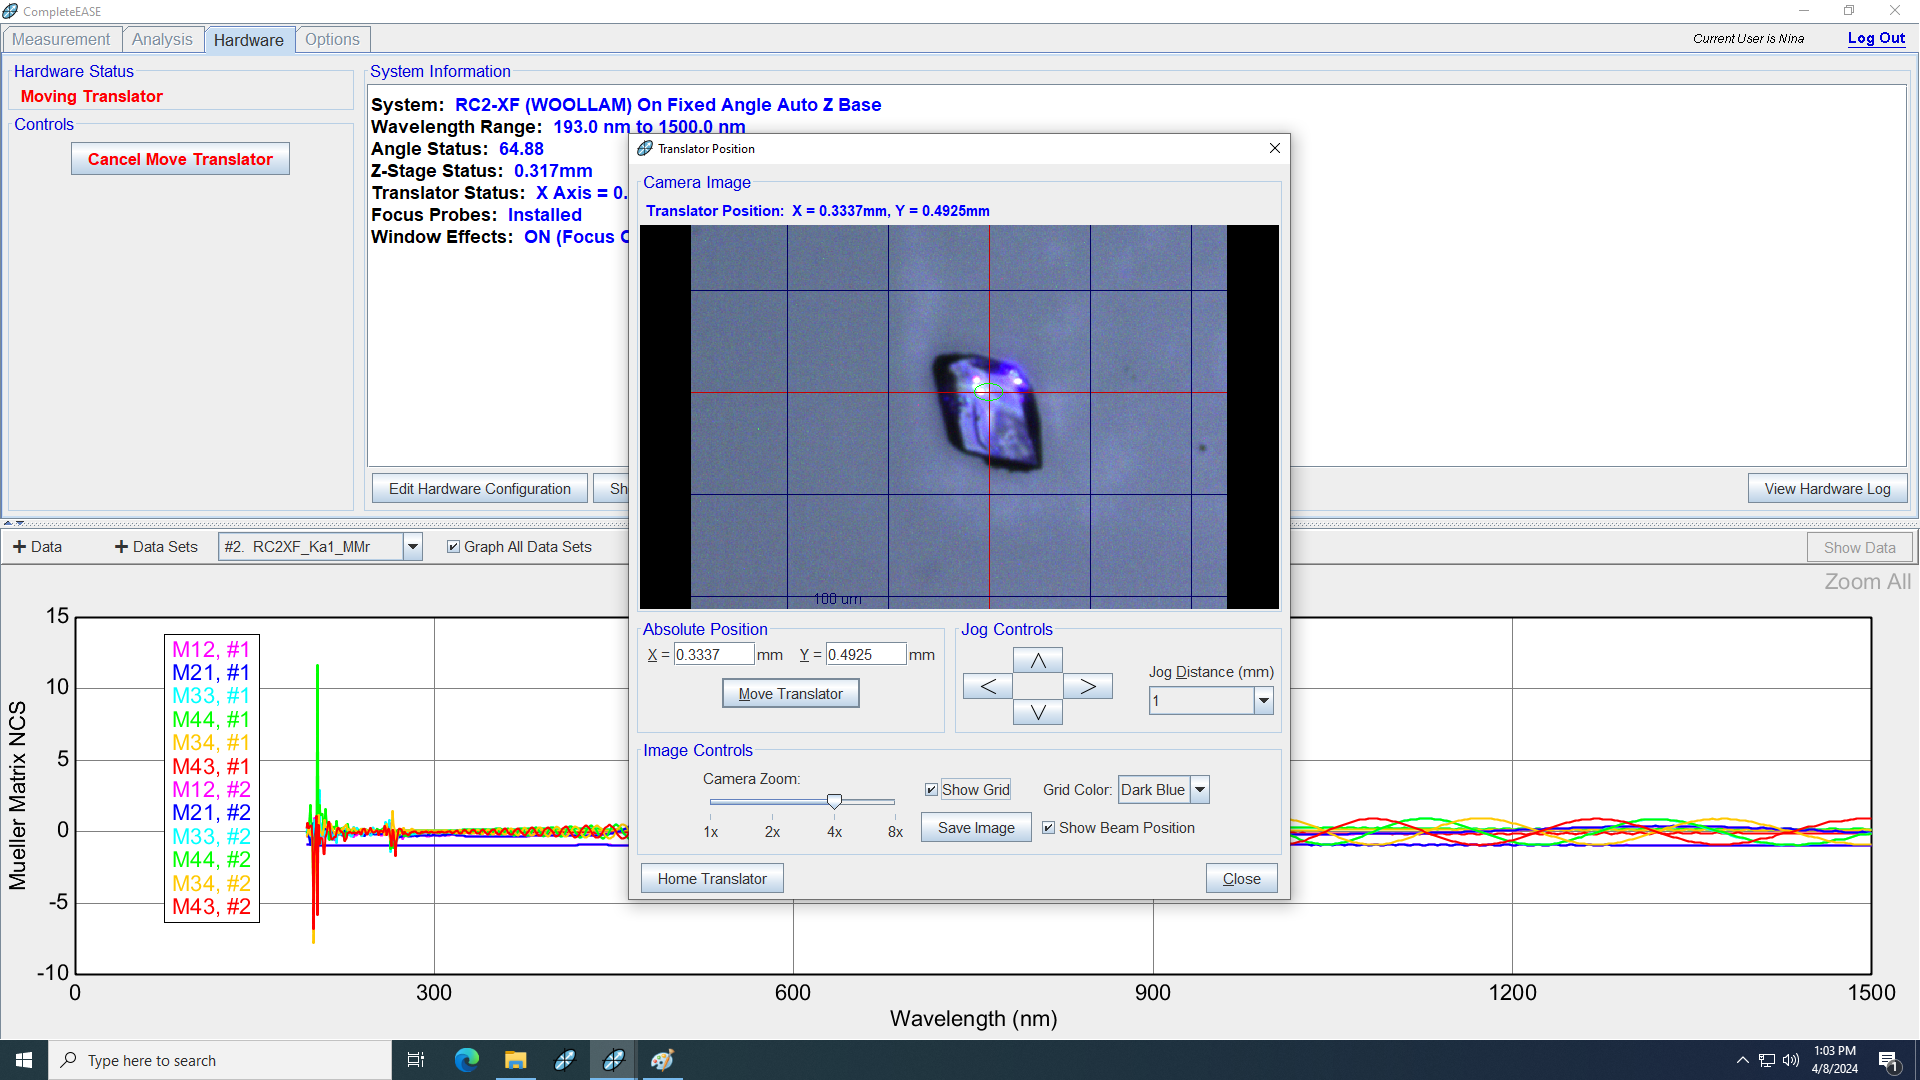 CompleteEASE
Measurement Analysis Hardware Options
Current User is Nina Log Out
Hardware Status
Moving Translator
Controls
Cancel Move Translator
System Information
System: RC2-XF (WOOLLAM) On Fixed Angle Auto Z Base
Wavelength Range: 193.0 nm to 1500.0 nm
Angle Status: 64.88
Z-Stage Status: 0.317mm
Translator Status: X Axis = 0.
Focus Probes: Installed
Window Effects: ON (Focus
Edit Hardware Configuration Sh
View Hardware Log
Translator Position
Camera Image
Translator Position: X = 0.3337mm, Y = 0.4925mm
100 um
Absolute Position
X = 0.3337 mm Y = 0.4925 mm
Move Translator
Jog Controls
Jog Distance (mm)
1
Image Controls
Camera Zoom:
1x 2x 4x 8x
Show Grid Grid Color: Dark Blue
Save Image Show Beam Position
Home Translator Close
+ Data + Data Sets #2. RC2XF_Ka1_MMr Graph All Data Sets
Show Data
Zoom All
Mueller Matrix NCS
15
10
5
0
-5
-10
M12, #1
M21, #1
M33, #1
M44, #1
M34, #1
M43, #1
M12, #2
M21, #2
M33, #2
M44, #2
M34, #2
M43, #2
0 300 600 900 1200 1500
Wavelength (nm)
Type here to search
1:03 PM
4/8/2024
1